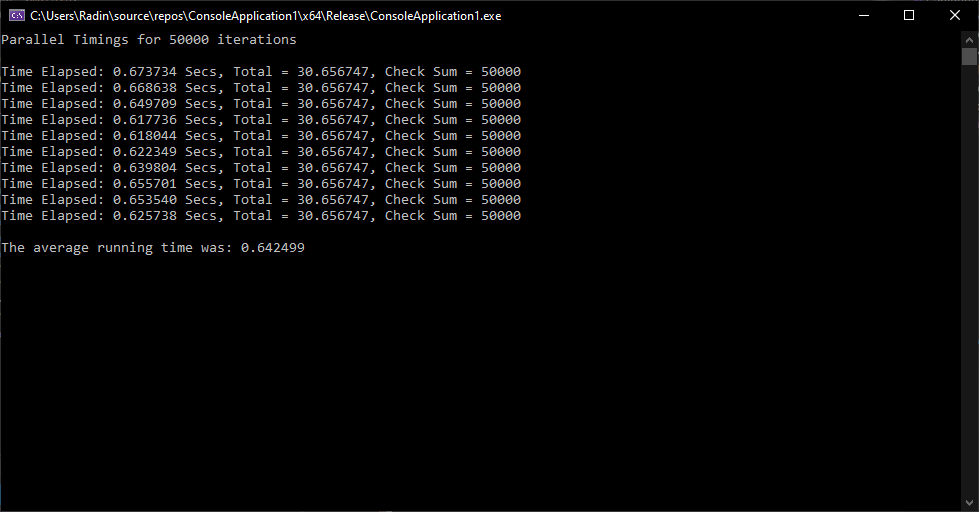 C:\Users\Radin\source\repos\ConsoleApplication1\x64\Release\ConsoleApplication1.exe
Parallel Timings for 50000 iterations
Time Elapsed: 0.673734 Secs, Total = 30.656747, Check Sum = 50000
Time Elapsed: 0.668638 Secs, Total = 30.656747, Check Sum = 50000
Time Elapsed: 0.649709 Secs, Total = 30.656747, Check Sum = 50000
Time Elapsed: 0.617736 Secs, Total = 30.656747, Check Sum = 50000
Time Elapsed: 0.618044 Secs, Total = 30.656747, Check Sum = 50000
Time Elapsed: 0.622349 Secs, Total = 30.656747, Check Sum = 50000
Time Elapsed: 0.639804 Secs, Total = 30.656747, Check Sum = 50000
Time Elapsed: 0.655701 Secs, Total = 30.656747, Check Sum = 50000
Time Elapsed: 0.653540 Secs, Total = 30.656747, Check Sum = 50000
Time Elapsed: 0.625738 Secs, Total = 30.656747, Check Sum = 50000
The average running time was: 0.642499